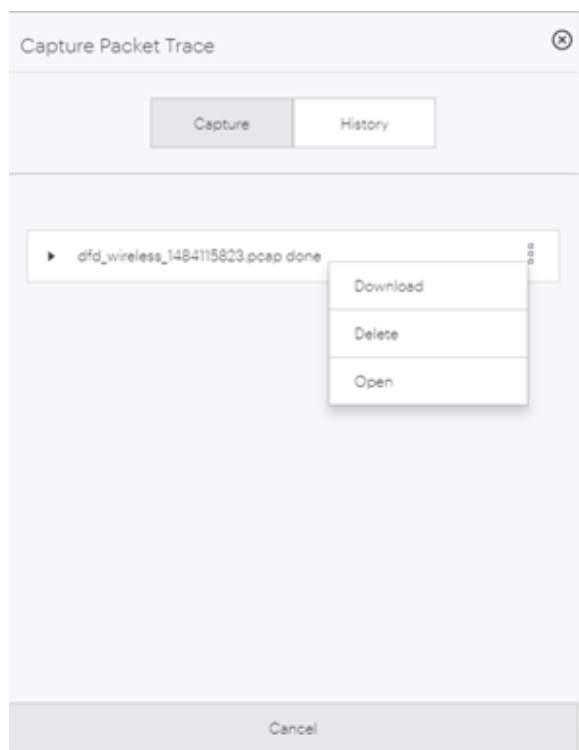 Capture Packet Trace
Capture
History
dfd_wireless_1484115823.pcap done
Download
Delete
Open
Cancel